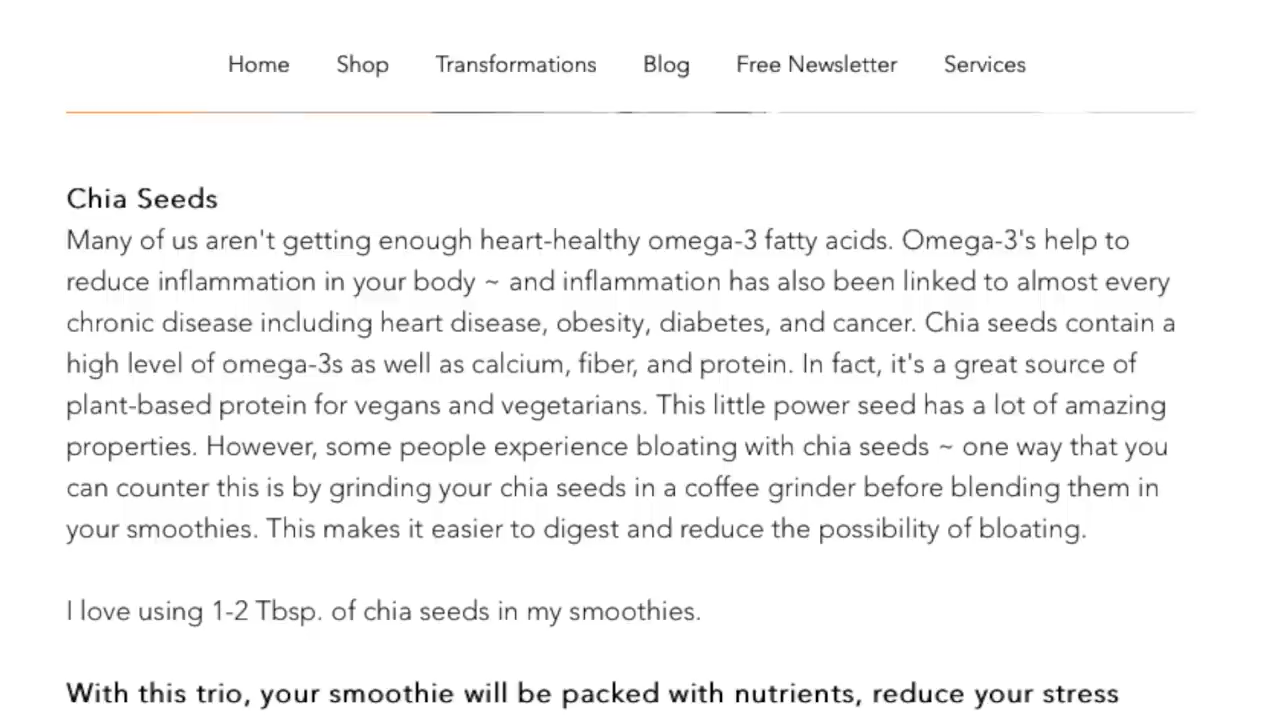 Home Shop Transformations Blog Free Newsletter Services
Chia Seeds
Many of us aren't getting enough heart-healthy omega-3 fatty acids. Omega-3's help to
reduce inflammation in your body ~ and inflammation has also been linked to almost every
chronic disease including heart disease, obesity, diabetes, and cancer. Chia seeds contain a
high level of omega-3s as well as calcium, fiber, and protein. In fact, it's a great source of
plant-based protein for vegans and vegetarians. This little power seed has a lot of amazing
properties. However, some people experience bloating with chia seeds ~ one way that you
can counter this is by grinding your chia seeds in a coffee grinder before blending them in
your smoothies. This makes it easier to digest and reduce the possibility of bloating.
I love using 1-2 Tbsp. of chia seeds in my smoothies.
With this trio, your smoothie will be packed with nutrients, reduce your stress